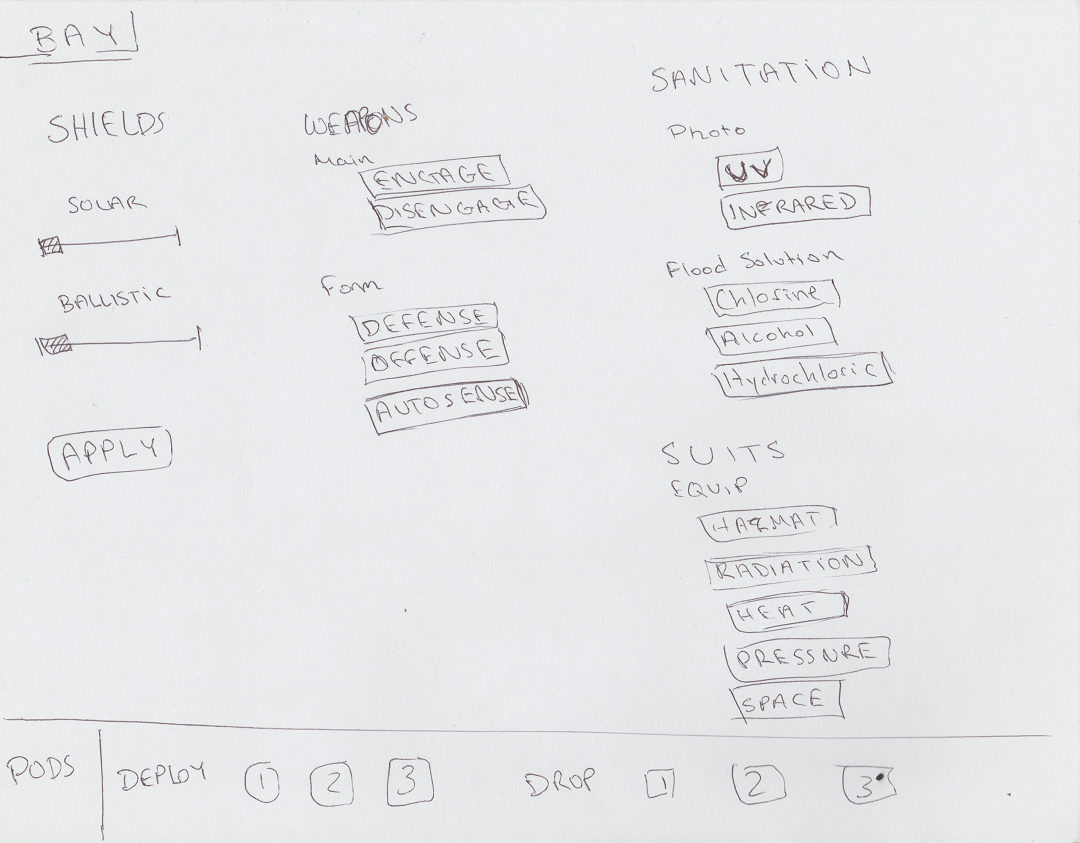 BAY
SHIELDS
SOLAR
BALLISTIC
APPLY
WEAPONS
Main
ENGAGE
DISENGAGE
Form
DEFENSE
OFFENSE
AUTOSENSE
SANITATION
Photo
UV
INFRARED
Flood Solution
Chlorine
Alcohol
Hydrochloric
SUITS
EQUIP
HAZMAT
RADIATION
HEAT
PRESSURE
SPACE
PODS
DEPLOY 1 2 3
DROP 1 2 3